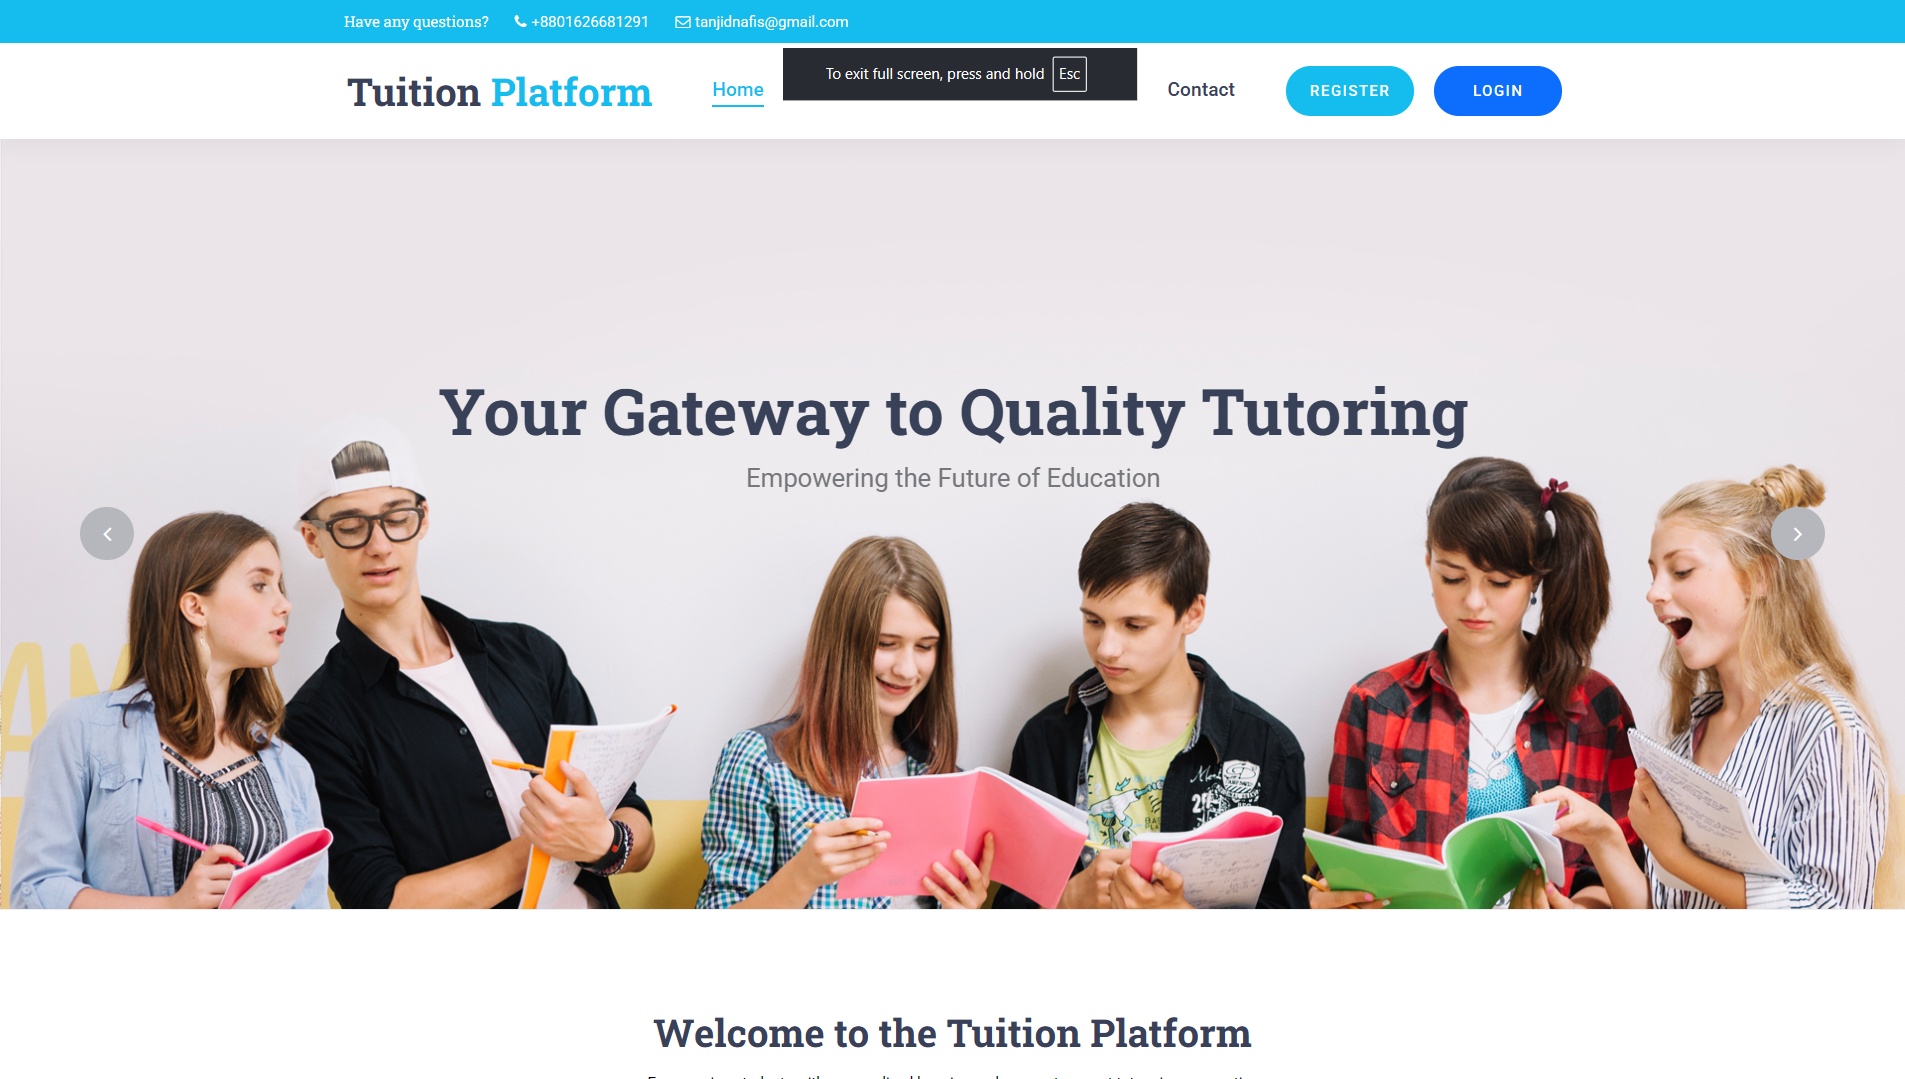 Have any questions? +8801626681291 tanjidnafis@gmail.com
Tuition Platform Home Contact REGISTER LOGIN
To exit full screen, press and hold Esc
Your Gateway to Quality Tutoring
Empowering the Future of Education
Welcome to the Tuition Platform